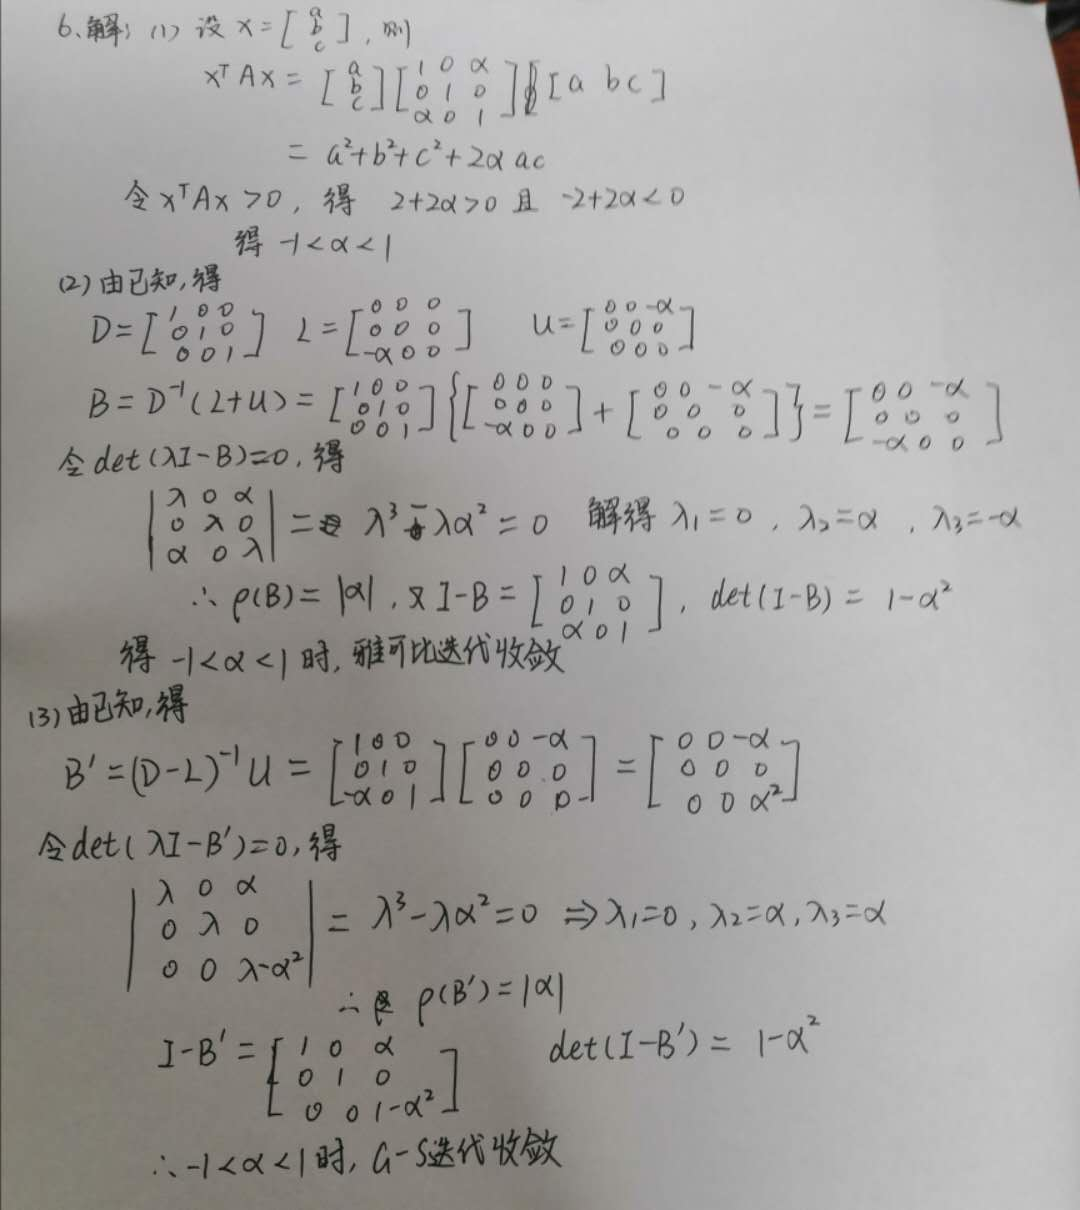 6、解：(1) 设 x = [a b c], 则
xᵀAx = [a b c] [1 0 α 0 1 0 α 0 1] [a b c]
= a²+b²+c²+2αac
令 xᵀAx > 0, 得 2+2α>0 且 -2+2α<0
得 -1<α<1
(2) 由已知, 得
D = [1 0 0 0 1 0 0 0 1] L = [0 0 0 0 0 0 -α 0 0] U = [0 0 -α 0 0 0 0 0 0]
B = D⁻¹(L+U) = [1 0 0 0 1 0 0 0 1] {[0 0 0 0 0 0 -α 0 0] + [0 0 -α 0 0 0 0 0 0]} = [0 0 -α 0 0 0 -α 0 0]
令 det(λI-B)=0, 得
|λ 0 α 0 λ 0 α 0 λ| = λ³-λα² = 0 解得 λ₁=0, λ₂=α, λ₃=-α
∴ ρ(B) = |α|, 又 I-B = [1 0 α 0 1 0 α 0 1], det(I-B) = 1-α²
得 -1<α<1 时, 雅可比迭代收敛
(3) 由已知, 得
B' = (D-L)⁻¹U = [1 0 0 0 1 0 -α 0 1] [0 0 -α 0 0 0 0 0 0] = [0 0 -α 0 0 0 0 0 α²]
令 det(λI-B')=0, 得
|λ 0 α 0 λ 0 0 0 λ-α²| = λ³-λα²=0 ⇒ λ₁=0, λ₂=α, λ₃=α
∴ ρ(B') = |α|
I-B' = [1 0 α 0 1 0 0 0 1-α²] det(I-B') = 1-α²
∴ -1<α<1 时, G-S迭代收敛